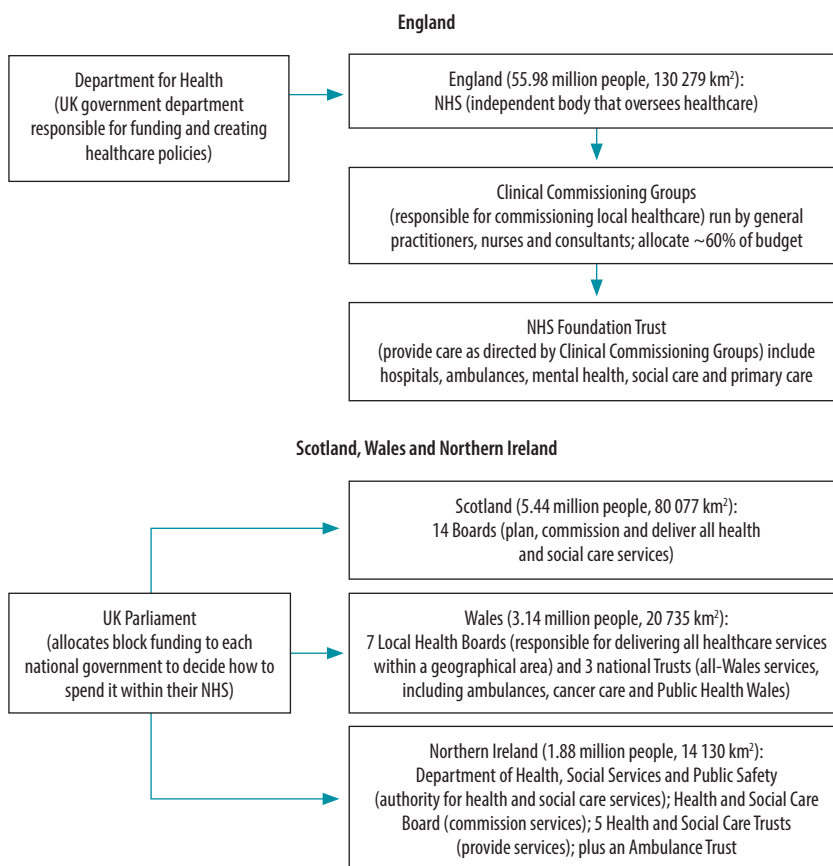 England
Department for Health
(UK government department
responsible for funding and creating
healthcare policies)
England (55.98 million people, 130 279 km²):
NHS (independent body that oversees healthcare)
Clinical Commissioning Groups
(responsible for commissioning local healthcare) run by general
practitioners, nurses and consultants; allocate ~60% of budget
NHS Foundation Trust
(provide care as directed by Clinical Commissioning Groups) include
hospitals, ambulances, mental health, social care and primary care
Scotland, Wales and Northern Ireland
UK Parliament
(allocates block funding to each
national government to decide how to
spend it within their NHS)
Scotland (5.44 million people, 80 077 km²):
14 Boards (plan, commission and deliver all health
and social care services)
Wales (3.14 million people, 20 735 km²):
7 Local Health Boards (responsible for delivering all healthcare services
within a geographical area) and 3 national Trusts (all-Wales services,
including ambulances, cancer care and Public Health Wales)
Northern Ireland (1.88 million people, 14 130 km²):
Department of Health, Social Services and Public Safety
(authority for health and social care services); Health and Social Care
Board (commission services); 5 Health and Social Care Trusts
(provide services); plus an Ambulance Trust